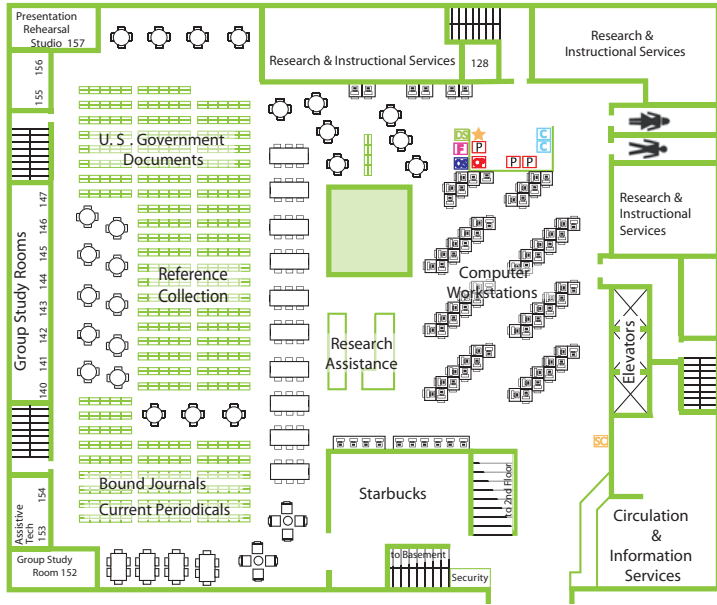 Presentation
Rehearsal
Studio 157
156
155
Research & Instructional Services
128
Research &
Instructional Services
U. S . Government
Documents
DS
F
P
C
C
P
P
147
146
145
144
143
142
141
140
Group Study Rooms
Research &
Instructional
Services
Reference
Collection
Computer
Workstations
Research
Assistance
Elevators
SC
Bound Journals
Current Periodicals
154
153
Assistive
Tech
Starbucks
to 2nd Floor
Circulation
&
Information
Services
Group Study
Room 152
to Basement
Security